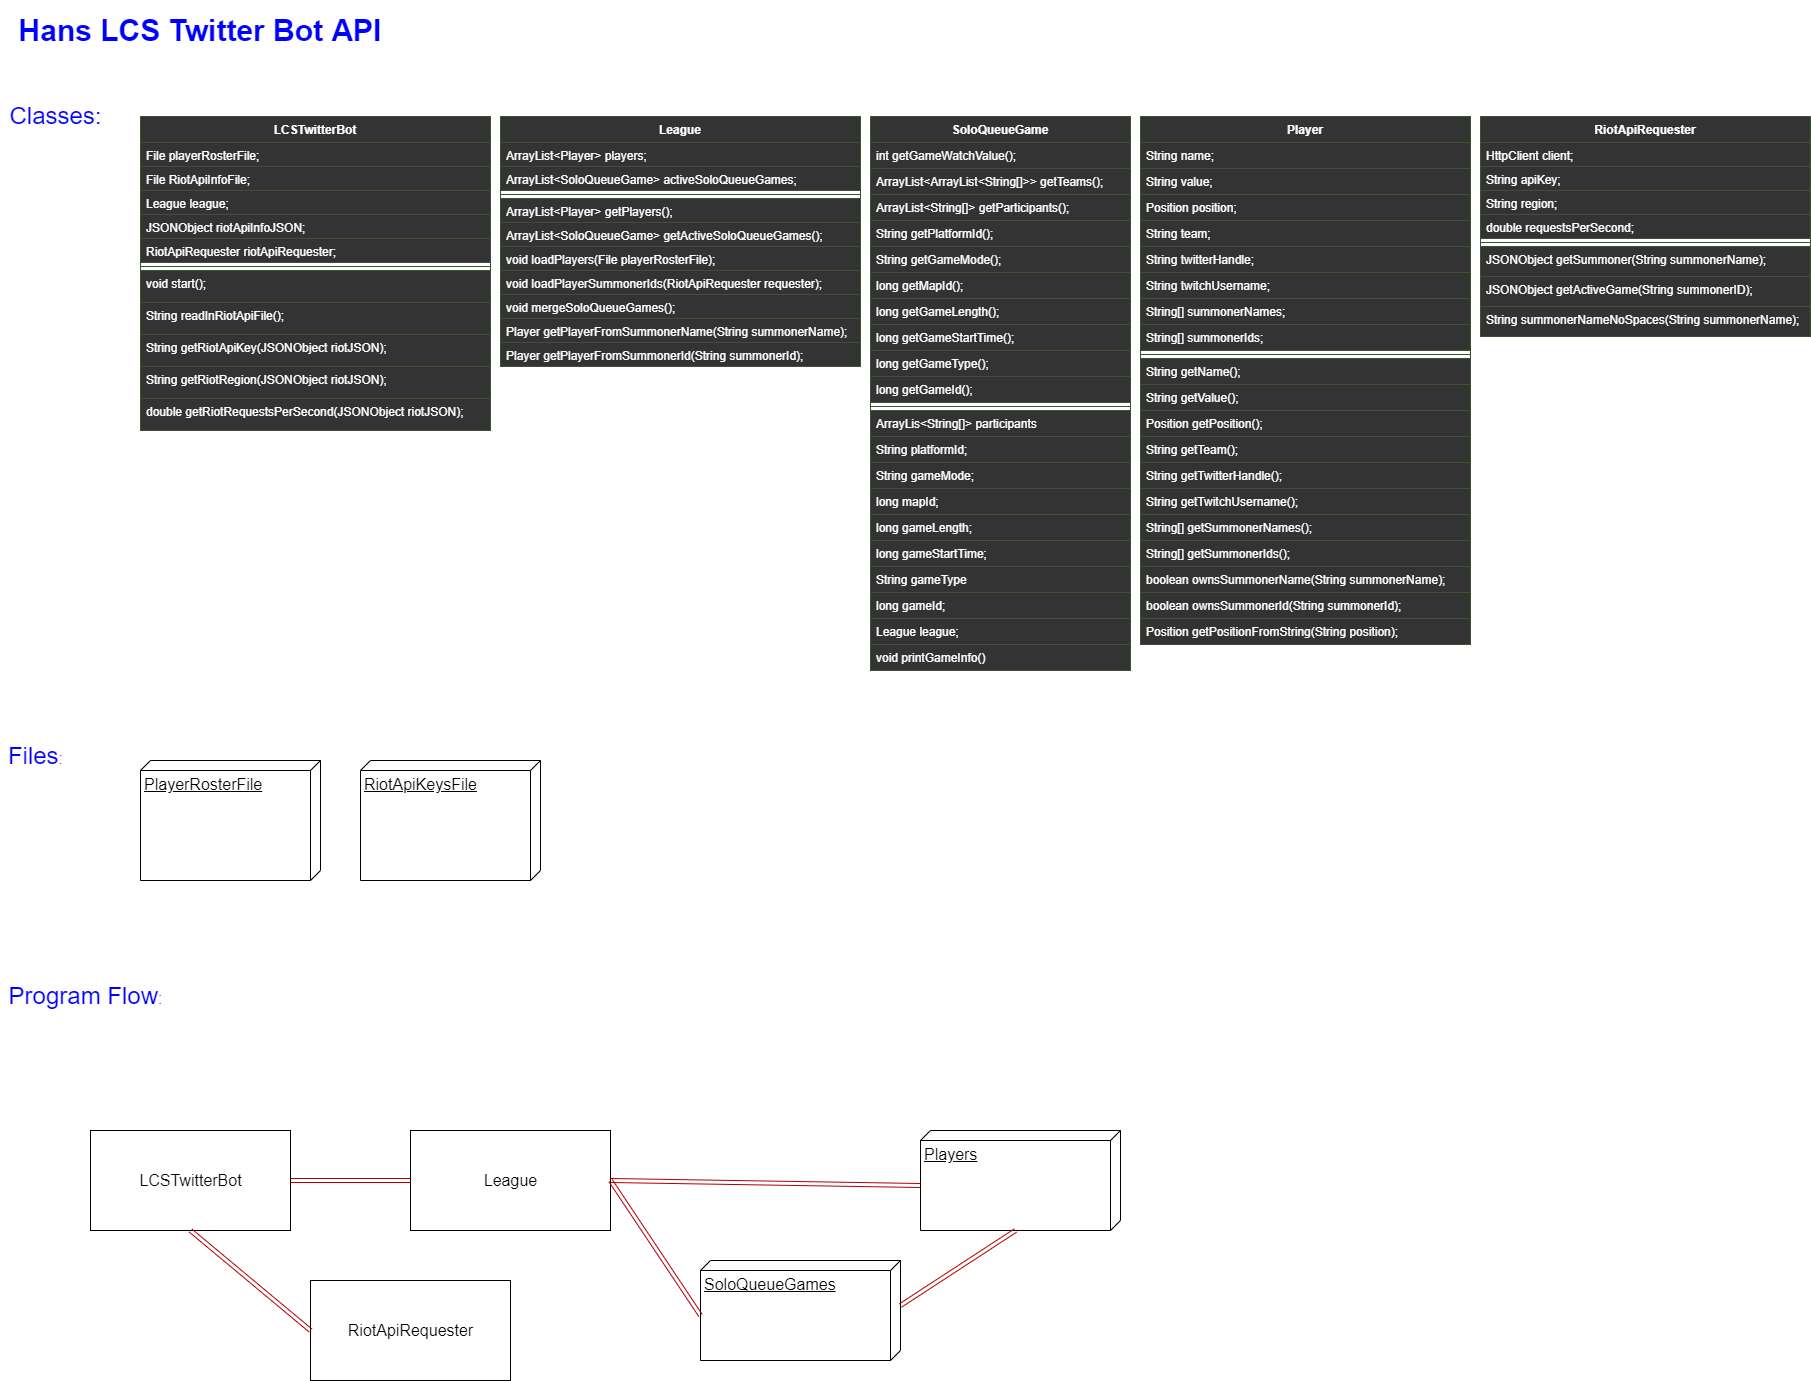 Hans LCS Twitter Bot API
Classes:
LCSTwitterBot
File playerRosterFile;
File RiotApiInfoFile;
League league;
JSONObject riotApiInfoJSON;
RiotApiRequester riotApiRequester;
void start();
String readInRiotApiFile();
String getRiotApiKey(JSONObject riotJSON);
String getRiotRegion(JSONObject riotJSON);
double getRiotRequestsPerSecond(JSONObject riotJSON);
League
ArrayList<Player> players;
ArrayList<SoloQueueGame> activeSoloQueueGames;
ArrayList<Player> getPlayers();
ArrayList<SoloQueueGame> getActiveSoloQueueGames();
void loadPlayers(File playerRosterFile);
void loadPlayerSummonerIds(RiotApiRequester requester);
void mergeSoloQueueGames();
Player getPlayerFromSummonerName(String summonerName);
Player getPlayerFromSummonerId(String summonerId);
SoloQueueGame
int getGameWatchValue();
ArrayList<ArrayList<String[]>> getTeams();
ArrayList<String[]> getParticipants();
String getPlatformId();
String getGameMode();
long getMapId();
long getGameLength();
long getGameStartTime();
long getGameType();
long getGameId();
ArrayLis<String[]> participants
String platformId;
String gameMode;
long mapId;
long gameLength;
long gameStartTime;
String gameType
long gameId;
League league;
void printGameInfo()
Player
String name;
String value;
Position position;
String team;
String twitterHandle;
String twitchUsername;
String[] summonerNames;
String[] summonerIds;
String getName();
String getValue();
Position getPosition();
String getTeam();
String getTwitterHandle();
String getTwitchUsername();
String[] getSummonerNames();
String[] getSummonerIds();
boolean ownsSummonerName(String summonerName);
boolean ownsSummonerId(String summonerId);
Position getPositionFromString(String position);
RiotApiRequester
HttpClient client;
String apiKey;
String region;
double requestsPerSecond;
JSONObject getSummoner(String summonerName);
JSONObject getActiveGame(String summonerID);
String summonerNameNoSpaces(String summonerName);
Files:
PlayerRosterFile
RiotApiKeysFile
Program Flow:
LCSTwitterBot
League
Players
SoloQueueGames
RiotApiRequester